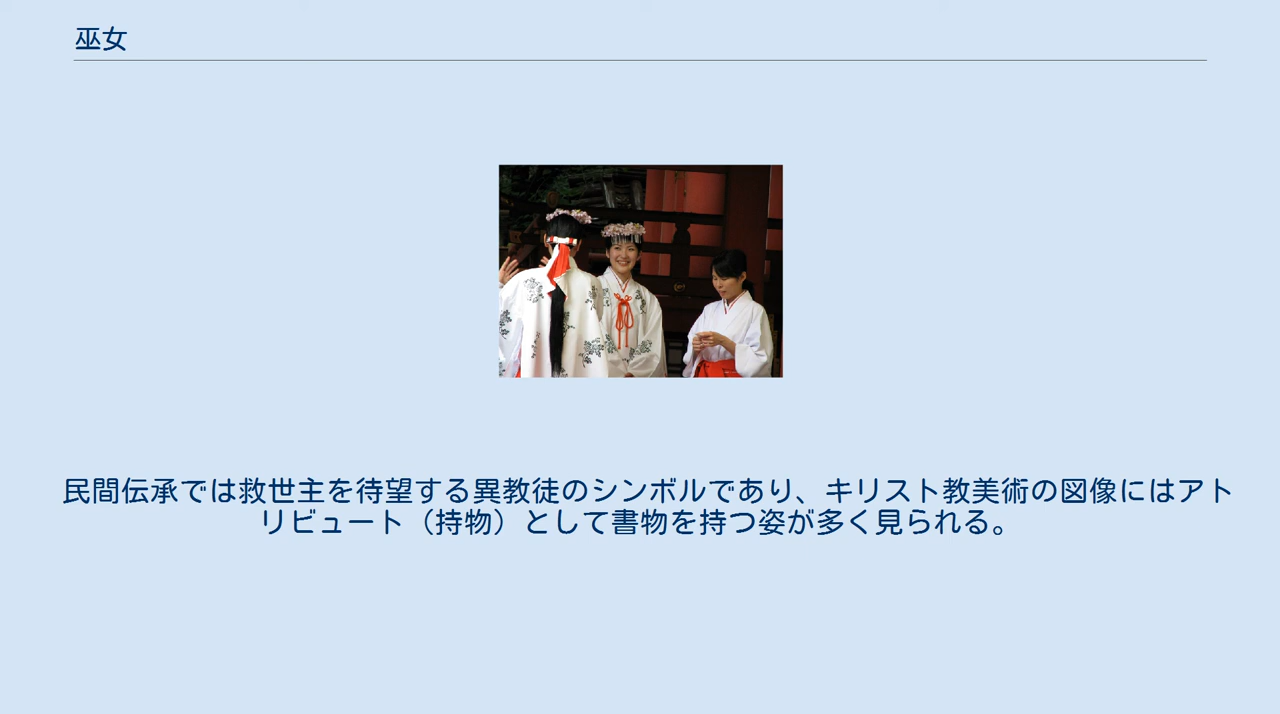 巫女
民間伝承では救世主を待望する異教徒のシンボルであり、キリスト教美術の図像にはアト
リビュート（持物）として書物を持つ姿が多く見られる。